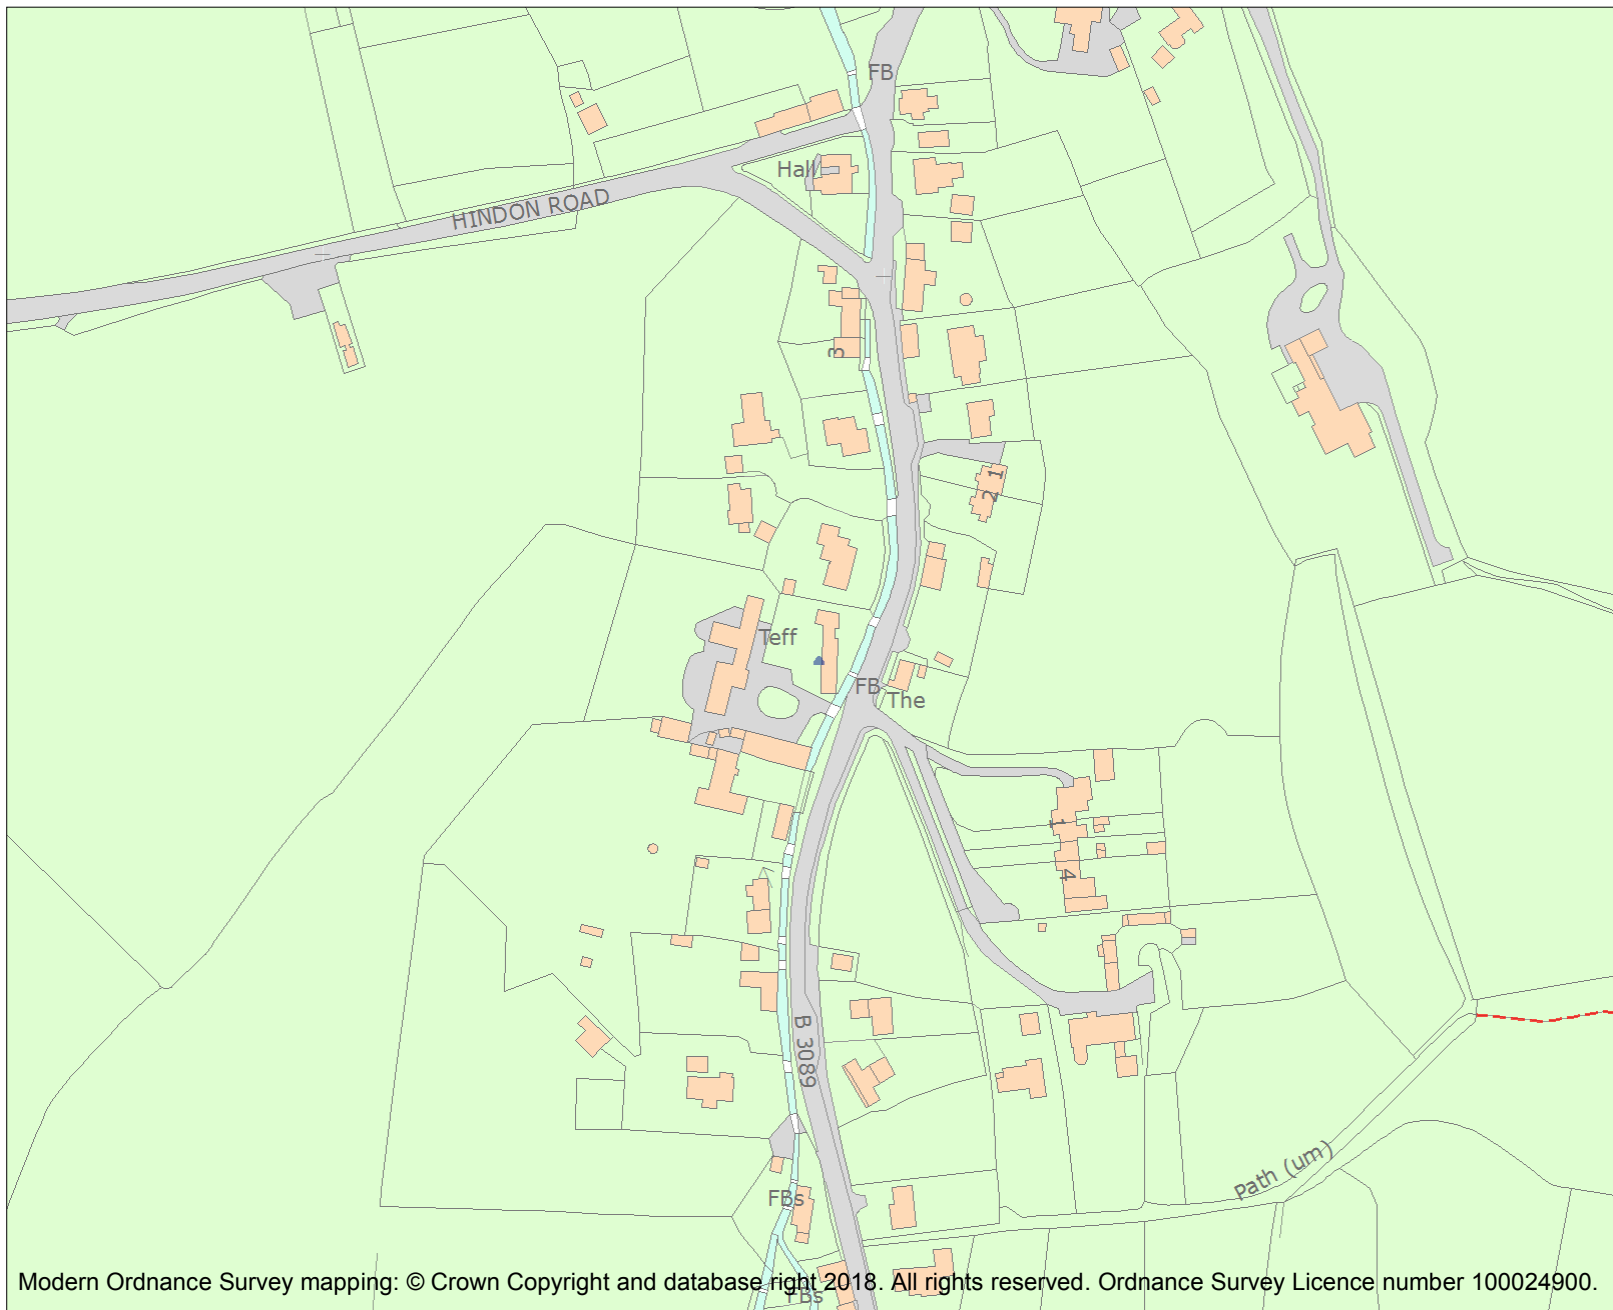 FB
Hall
HINDON ROAD
3
1
2
Teff
FB
The
1
4
B 3089
Path (um)
FBs
FBs
Modern Ordnance Survey mapping: © Crown Copyright and database right 2018. All rights reserved. Ordnance Survey Licence number 100024900.